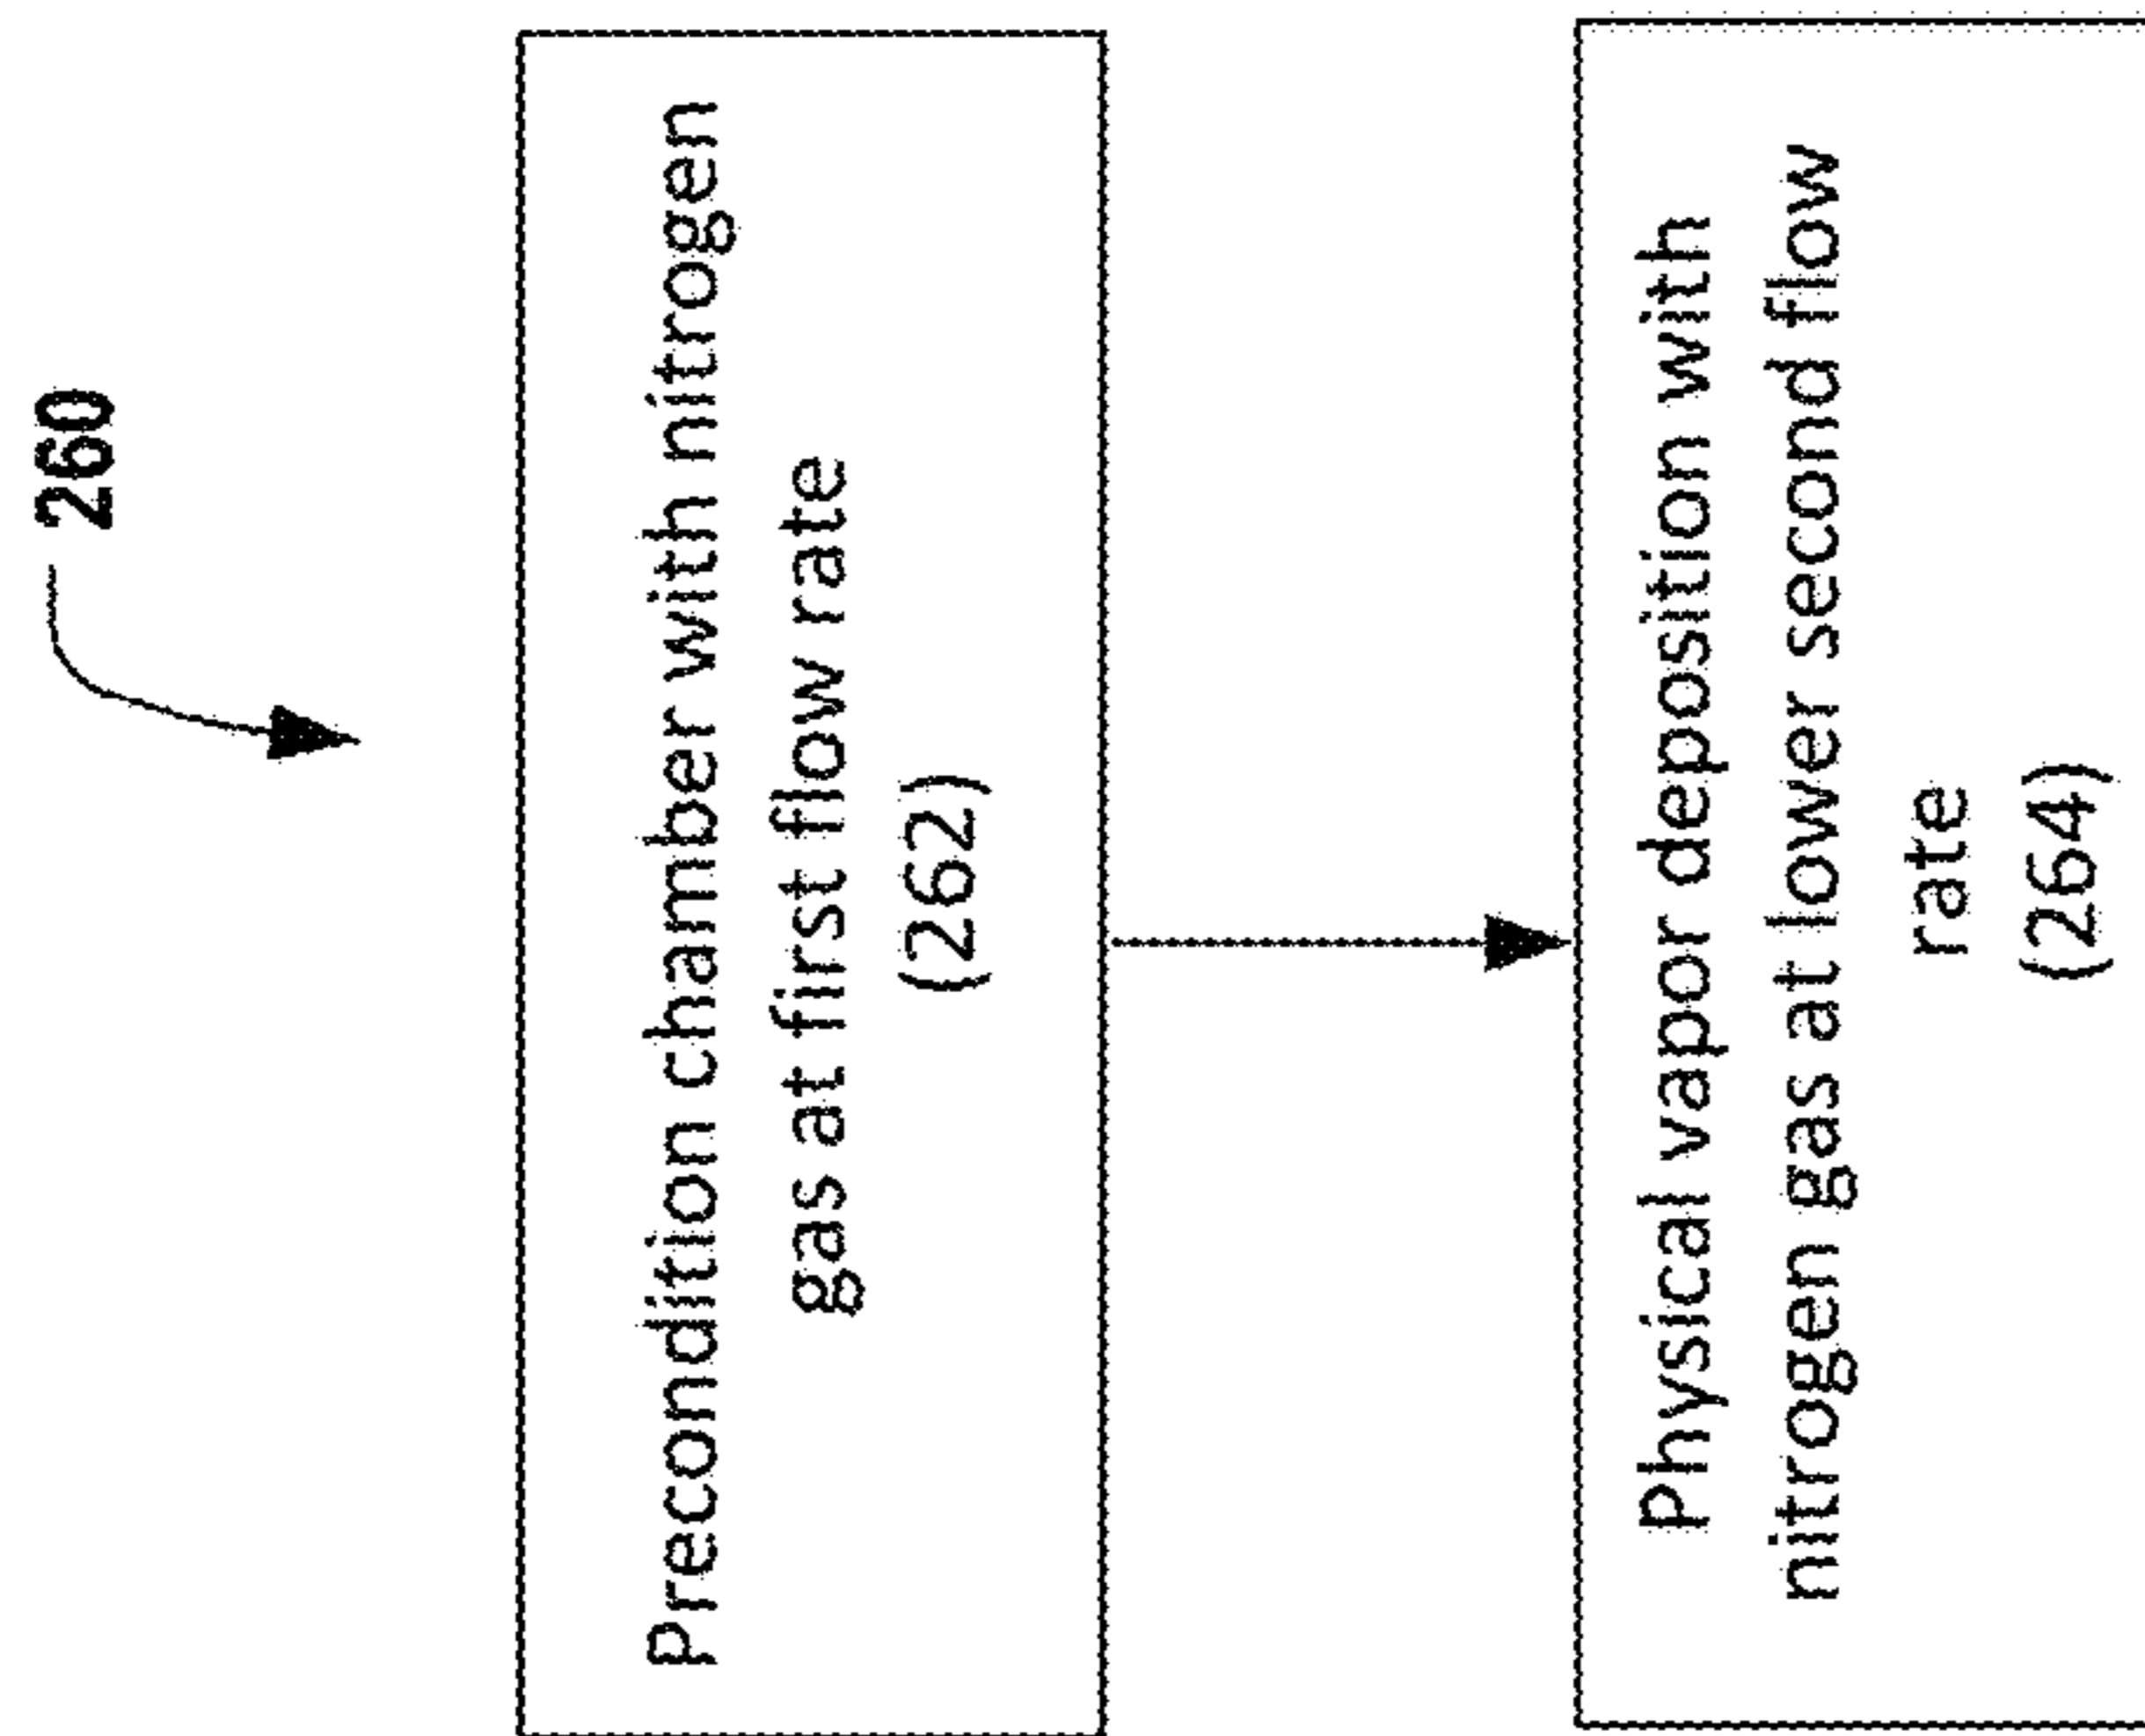 260
Precondition chamber with nitrogen
gas at first flow rate
(262)
Physical vapor deposition with
nitrogen gas at lower second flow
rate
(264)